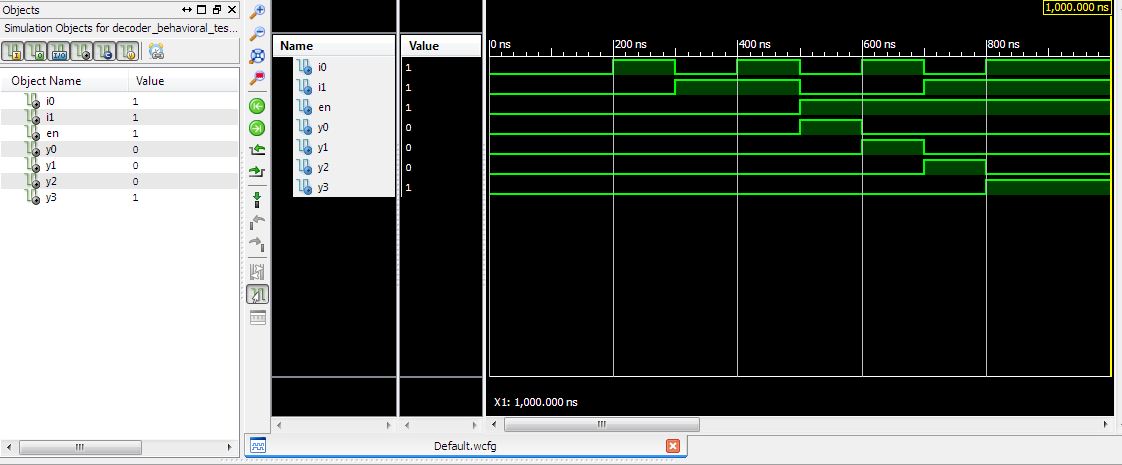 Objects
Simulation Objects for decoder_behavioral_tes...
Object Name Value
i0 1
i1 1
en 1
y0 0
y1 0
y2 0
y3 1
Name Value
i0 1
i1 1
en 1
y0 0
y1 0
y2 0
y3 1
1,000.000 ns
0 ns 200 ns 400 ns 600 ns 800 ns
X1: 1,000.000 ns
Default.wcfg